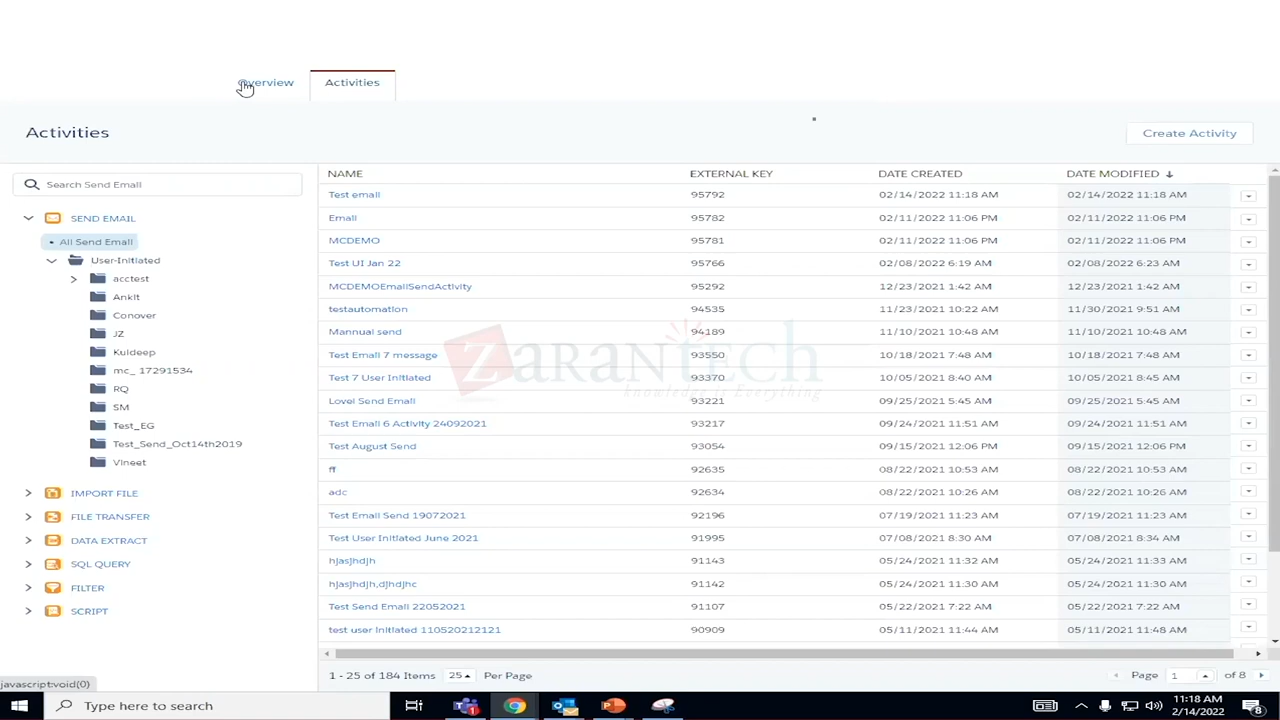 Overview
Activities
Activities
Create Activity
Search Send Email
NAME EXTERNAL KEY DATE CREATED DATE MODIFIED
SEND EMAIL
All Send Email
User-Initiated
acctest
Ankit
Conover
JZ
Kuldeep
mc_ 17291534
RQ
SM
Test_EG
Test_Send_Oct14th2019
Vineet
IMPORT FILE
FILE TRANSFER
DATA EXTRACT
SQL QUERY
FILTER
SCRIPT
Test email 95792 02/14/2022 11:18 AM 02/14/2022 11:18 AM
Email 95782 02/11/2022 11:06 PM 02/11/2022 11:06 PM
MCDEMO 95781 02/11/2022 11:06 PM 02/11/2022 11:06 PM
Test UI Jan 22 95766 02/08/2022 6:19 AM 02/08/2022 6:23 AM
MCDEMOEmailSendActivity 95292 12/23/2021 1:42 AM 12/23/2021 1:42 AM
testautomation 94535 11/23/2021 10:22 AM 11/30/2021 9:51 AM
Mannual send 94189 11/10/2021 10:48 AM 11/10/2021 10:48 AM
Test Email 7 message 93550 10/18/2021 7:48 AM 10/18/2021 7:48 AM
Test 7 User Initiated 93370 10/05/2021 8:40 AM 10/05/2021 8:45 AM
Lovel Send Email 93221 09/25/2021 5:45 AM 09/25/2021 5:45 AM
Test Email 6 Activity 24092021 93217 09/24/2021 11:51 AM 09/24/2021 11:51 AM
Test August Send 93054 09/15/2021 12:06 PM 09/15/2021 12:06 PM
ff 92635 08/22/2021 10:53 AM 08/22/2021 10:53 AM
adc 92634 08/22/2021 10:26 AM 08/22/2021 10:26 AM
Test Email Send 19072021 92196 07/19/2021 11:23 AM 07/19/2021 11:23 AM
Test User Initiated June 2021 91995 07/08/2021 8:30 AM 07/08/2021 8:34 AM
hjasjhdjh 91143 05/24/2021 11:32 AM 05/24/2021 11:33 AM
hjasjhdjh,djhdjhc 91142 05/24/2021 11:30 AM 05/24/2021 11:30 AM
Test Send Email 22052021 91107 05/22/2021 7:22 AM 05/22/2021 7:22 AM
test user initiated 110520212121 90909 05/11/2021 11:44 AM 05/11/2021 11:48 AM
ZARANTECH
knowledge is Everything
1 - 25 of 184 Items 25 Per Page Page 1 of 8
javascript:void(0)
Type here to search
1
11:18 AM
2/14/2022
8